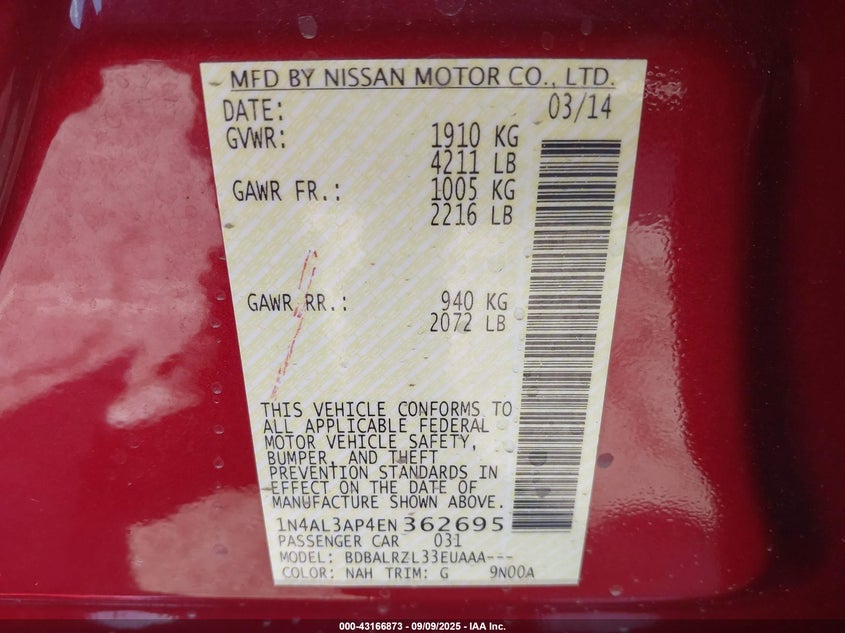 MFD BY NISSAN MOTOR CO., LTD.
DATE: 03/14
GVWR: 1910 KG
4211 LB
GAWR FR.: 1005 KG
2216 LB
GAWR RR.: 940 KG
2072 LB
THIS VEHICLE CONFORMS TO
ALL APPLICABLE FEDERAL
MOTOR VEHICLE SAFETY,
BUMPER, AND THEFT
PREVENTION STANDARDS IN
EFFECT ON THE DATE OF
MANUFACTURE SHOWN ABOVE.
1N4AL3AP4EN362695
PASSENGER CAR 031
MODEL: BDBALRZL33EUAAA---
COLOR: NAH TRIM: G 9N00A
000-43166873 - 09/09/2025 - IAA Inc.